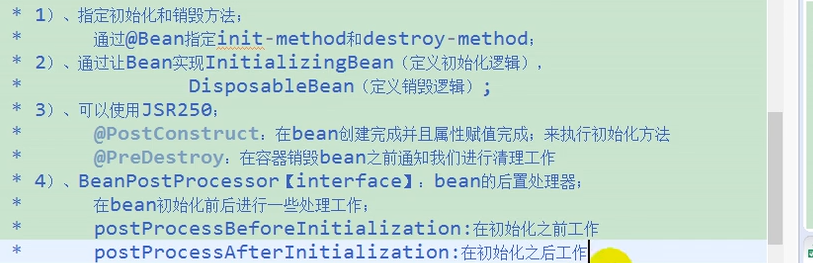 * 1)、指定初始化和销毁方法;
* 通过@Bean指定init-method和destroy-method;
* 2)、通过让Bean实现InitializingBean(定义初始化逻辑),
* DisposableBean(定义销毁逻辑);
* 3)、可以使用JSR250;
* @PostConstruct:在bean创建完成并且属性赋值完成;来执行初始化方法
* @PreDestroy:在容器销毁bean之前通知我们进行清理工作
* 4)、BeanPostProcessor【interface】:bean的后置处理器;
* 在bean初始化前后进行一些处理工作;
* postProcessBeforeInitialization:在初始化之前工作
* postProcessAfterInitialization:在初始化之后工作